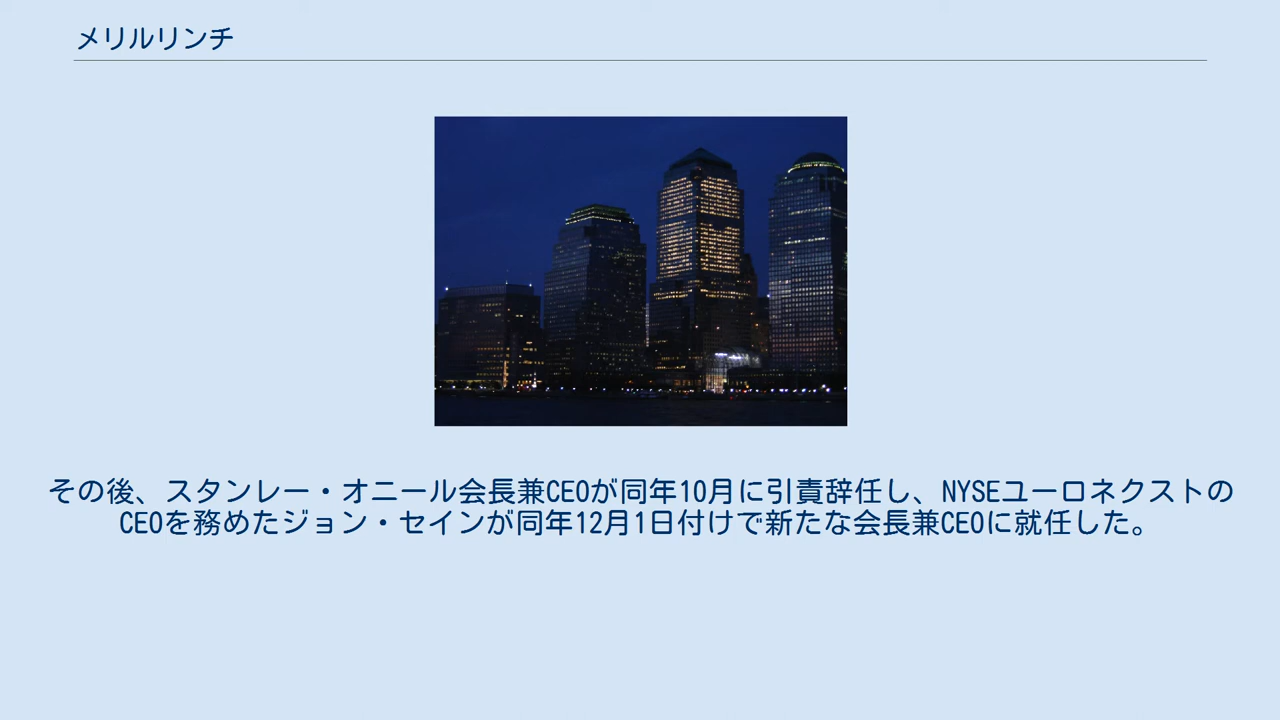 メリルリンチ
その後、スタンレー・オニール会長兼CEOが同年10月に引責辞任し、NYSEユーロネクストの
CEOを務めたジョン・セインが同年12月1日付けで新たな会長兼CEOに就任した。